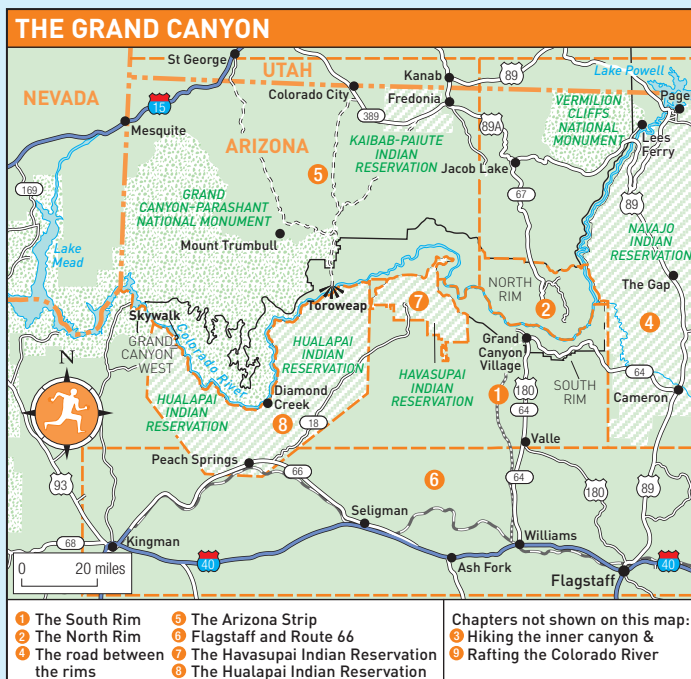 THE GRAND CANYON
St George
UTAH
Kanab
89
Lake Powell
NEVADA
15
Colorado City
Fredonia
Page
389
VERMILION
CLIFFS
NATIONAL
MONUMENT
Mesquite
89A
Lees
Ferry
ARIZONA
KAIBAB-PAIUTE
INDIAN
RESERVATION
Jacob Lake
5
67
169
89
GRAND
CANYON-PARASHANT
NATIONAL MONUMENT
NAVAJO
INDIAN
RESERVATION
Lake
Mead
Mount Trumbull
The Gap
NORTH
RIM
7
2
Toroweap
Skywalk
4
GRAND
CANYON
WEST
Colorado River
HUALAPAI
INDIAN
RESERVATION
Grand
Canyon
Village
N
HAVASUPAI
INDIAN
RESERVATION
64
SOUTH
RIM
180
1
Diamond
Creek
HUALAPAI
INDIAN
RESERVATION
Cameron
64
8
18
Valle
Peach Springs
66
6
93
64
180
89
Seligman
68
Kingman
Williams
40
Ash Fork
40
0 20 miles
Flagstaff
1 The South Rim
2 The North Rim
4 The road between
the rims
5 The Arizona Strip
6 Flagstaff and Route 66
7 The Havasupai Indian Reservation
8 The Hualapai Indian Reservation
Chapters not shown on this map:
3 Hiking the inner canyon &
9 Rafting the Colorado River